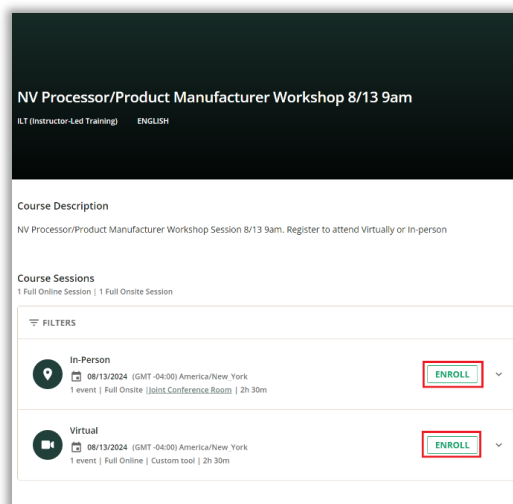 NV Processor/Product Manufacturer Workshop 8/13 9am
ILT (Instructor-Led Training) ENGLISH
Course Description
NV Processor/Product Manufacturer Workshop Session 8/13 9am. Register to attend Virtually or In-person
Course Sessions
1 Full Online Session | 1 Full Onsite Session
FILTERS
In-Person
08/13/2024 (GMT -04:00) America/New_York
1 event | Full Onsite |Joint Conference Room | 2h 30m
ENROLL
Virtual
08/13/2024 (GMT -04:00) America/New_York
1 event | Full Online | Custom tool | 2h 30m
ENROLL